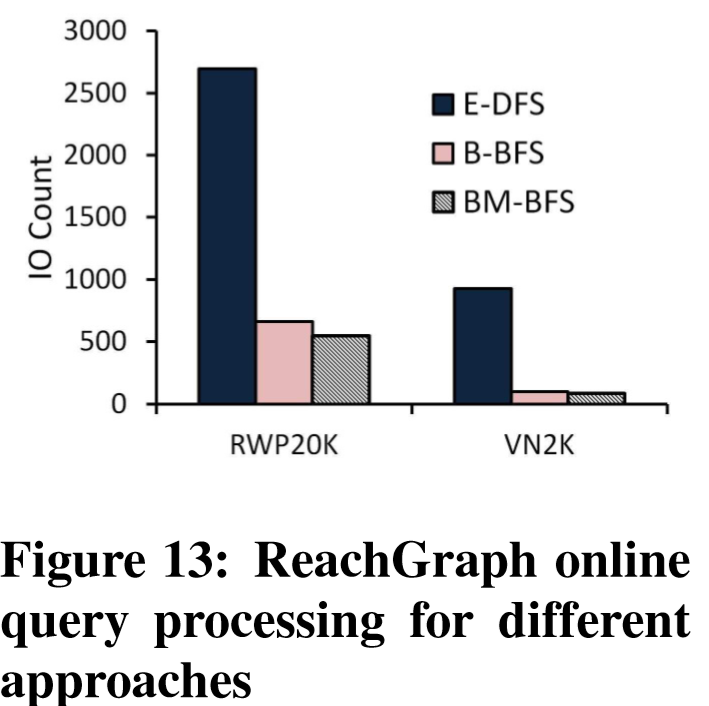 3000
2500
2000
1500
1000
500
0
IO Count
E-DFS
B-BFS
BM-BFS
RWP20K
VN2K
Figure 13: ReachGraph online
query processing for different
approaches